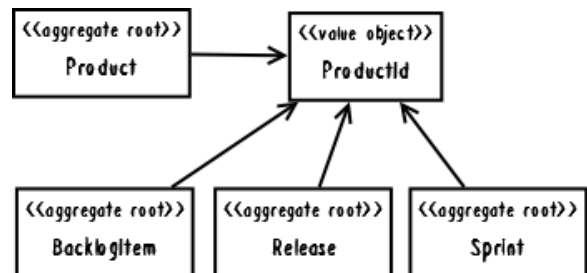 <<aggregate root>>
Product
<<value object>>
ProductId
<<aggregate root>>
BacklogItem
<<aggregate root>>
Release
<<aggregate root>>
Sprint